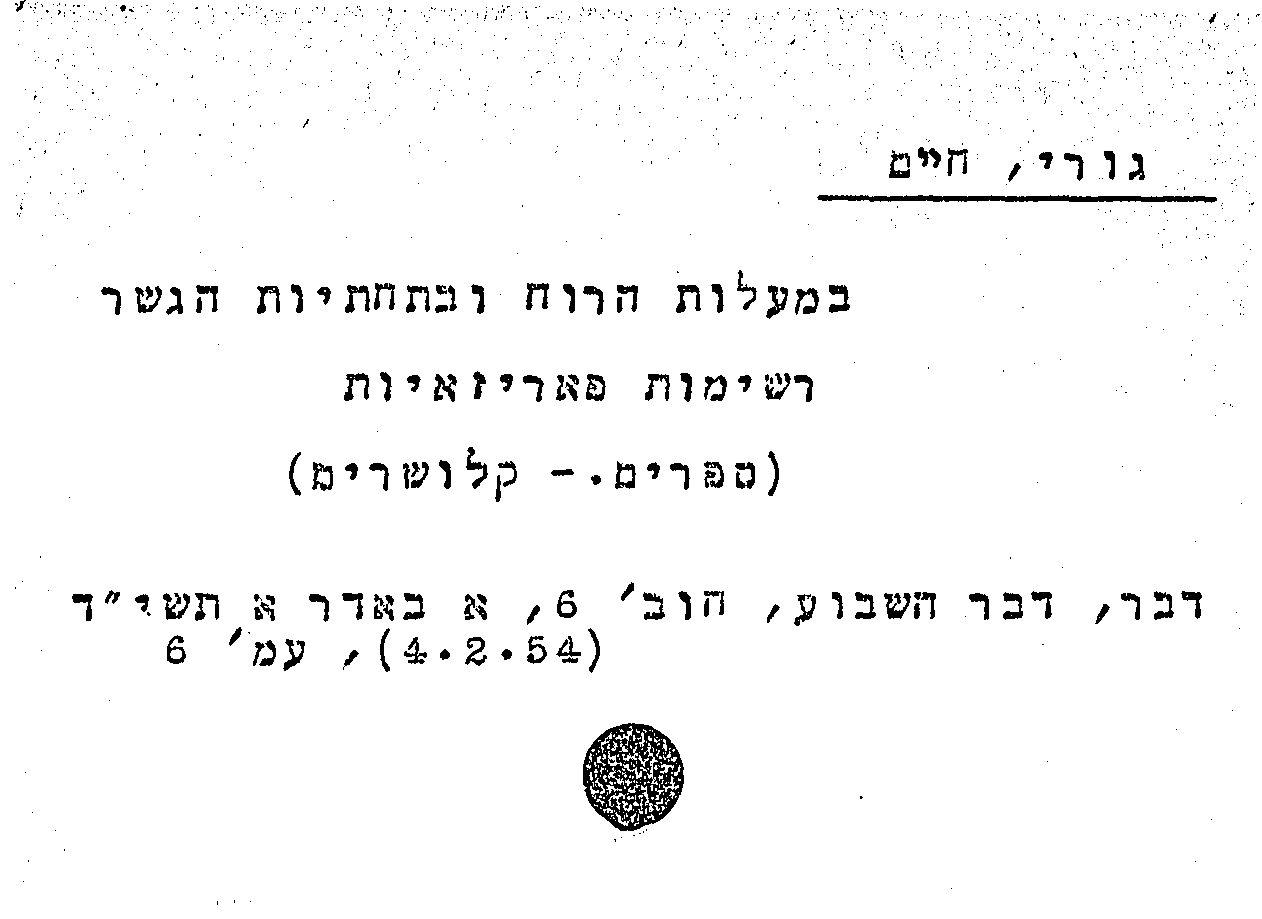 גורי, חיים
במעלות הרוח ובתחתיות הגשר
רשימות פאריזאיות
(ספרים.- קלושרים)
דבר, דבר השבוע, חוב' 6, א באדר א תשי"ד
(4.2.54), עמ' 6